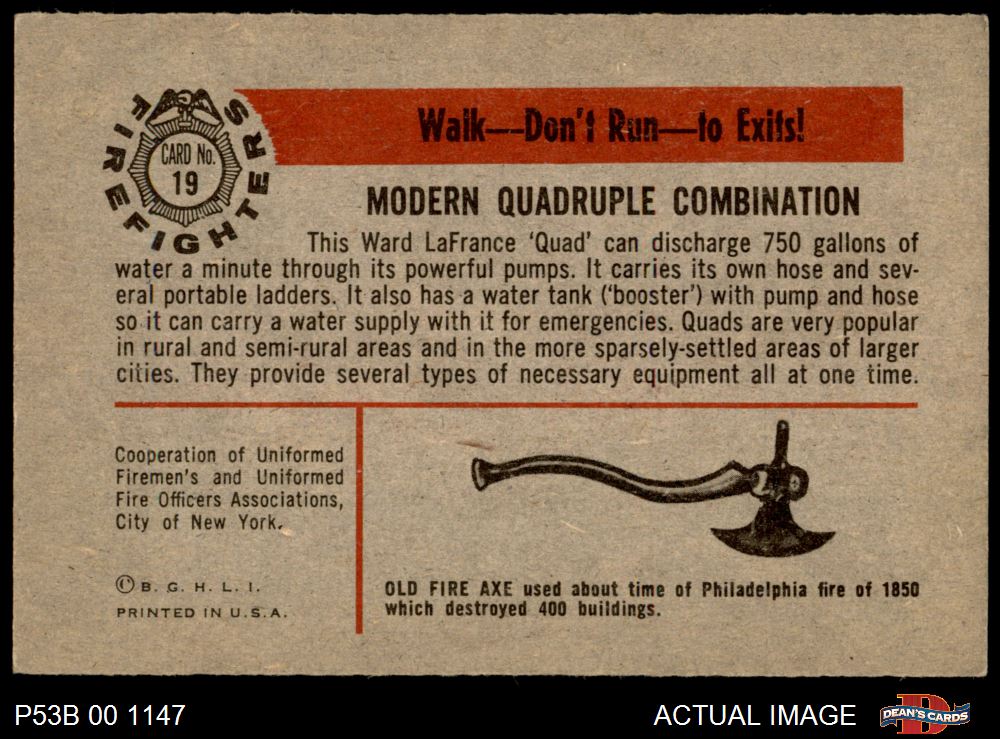 FIREFIGHTERS
CARD No.
19
Walk—Don't Run—to Exits!
MODERN QUADRUPLE COMBINATION
This Ward LaFrance 'Quad' can discharge 750 gallons of
water a minute through its powerful pumps. It carries its own hose and sev-
eral portable ladders. It also has a water tank ('booster') with pump and hose
so it can carry a water supply with it for emergencies. Quads are very popular
in rural and semi-rural areas and in the more sparsely-settled areas of larger
cities. They provide several types of necessary equipment all at one time.
Cooperation of Uniformed
Firemen's and Uniformed
Fire Officers Associations,
City of New York.
© B. G. H. L. I.
PRINTED IN U.S.A.
OLD FIRE AXE used about time of Philadelphia fire of 1850
which destroyed 400 buildings.
P53B 00 1147
ACTUAL IMAGE
D
DEAN'S CARDS